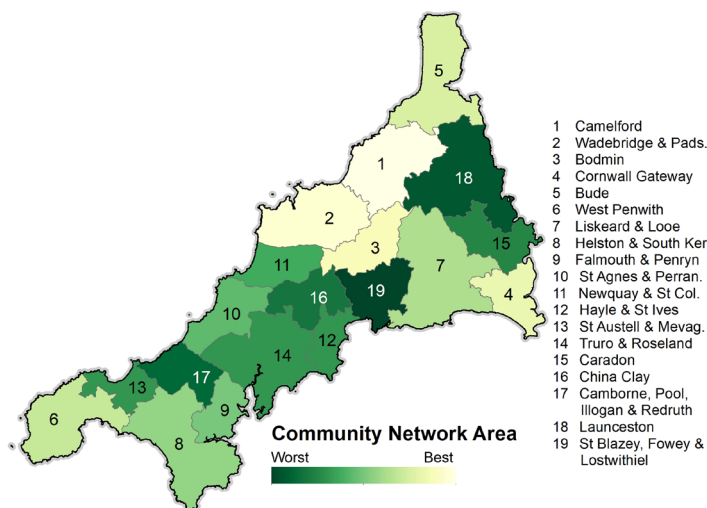 5
1
18
2
15
3
11
7
19
16
4
10
12
14
17
13
9
6
8
1 Camelford
2 Wadebridge & Pads.
3 Bodmin
4 Cornwall Gateway
5 Bude
6 West Penwith
7 Liskeard & Looe
8 Helston & South Ker
9 Falmouth & Penryn
10 St Agnes & Perran.
11 Newquay & St Col.
12 Hayle & St Ives
13 St Austell & Mevag.
14 Truro & Roseland
15 Caradon
16 China Clay
17 Camborne, Pool,
Illogan & Redruth
18 Launceston
19 St Blazey, Fowey &
Lostwithiel
Community Network Area
Worst Best